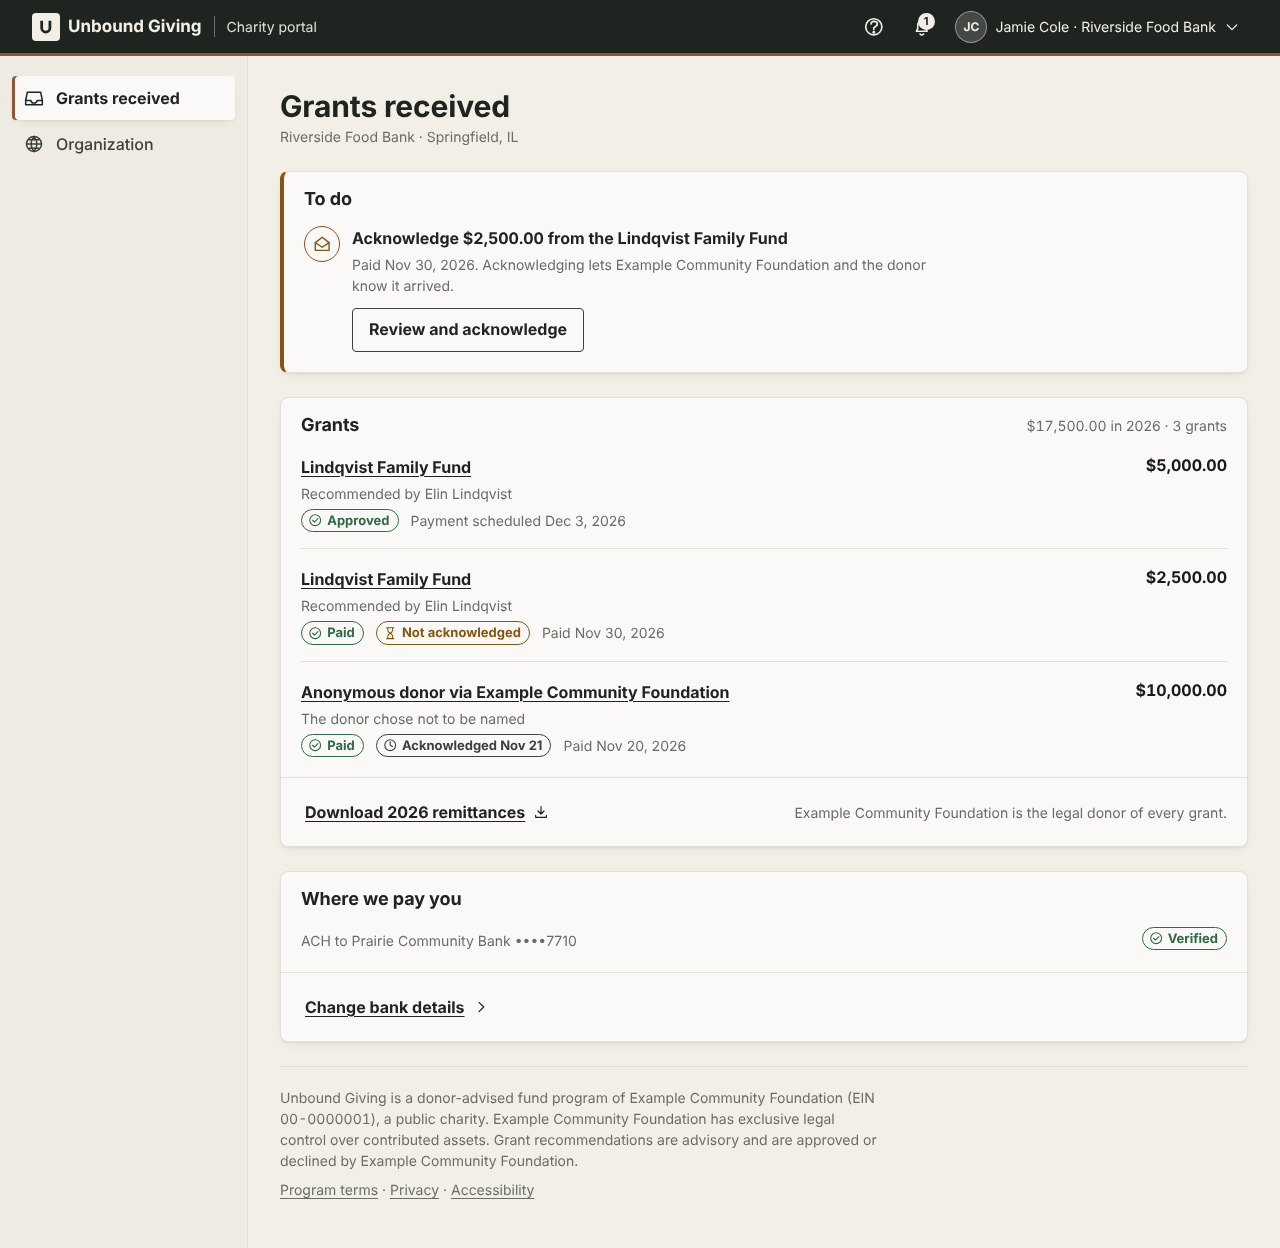 U Unbound Giving Charity portal 1 JC Jamie Cole · Riverside Food Bank
Grants received
Organization
Grants received
Riverside Food Bank · Springfield, IL
To do
Acknowledge $2,500.00 from the Lindqvist Family Fund
Paid Nov 30, 2026. Acknowledging lets Example Community Foundation and the donor
know it arrived.
Review and acknowledge
Grants $17,500.00 in 2026 · 3 grants
Lindqvist Family Fund $5,000.00
Recommended by Elin Lindqvist
Approved Payment scheduled Dec 3, 2026
Lindqvist Family Fund $2,500.00
Recommended by Elin Lindqvist
Paid Not acknowledged Paid Nov 30, 2026
Anonymous donor via Example Community Foundation $10,000.00
The donor chose not to be named
Paid Acknowledged Nov 21 Paid Nov 20, 2026
Download 2026 remittances Example Community Foundation is the legal donor of every grant.
Where we pay you
ACH to Prairie Community Bank ••••7710 Verified
Change bank details
Unbound Giving is a donor-advised fund program of Example Community Foundation (EIN
00-0000001), a public charity. Example Community Foundation has exclusive legal
control over contributed assets. Grant recommendations are advisory and are approved or
declined by Example Community Foundation.
Program terms · Privacy · Accessibility